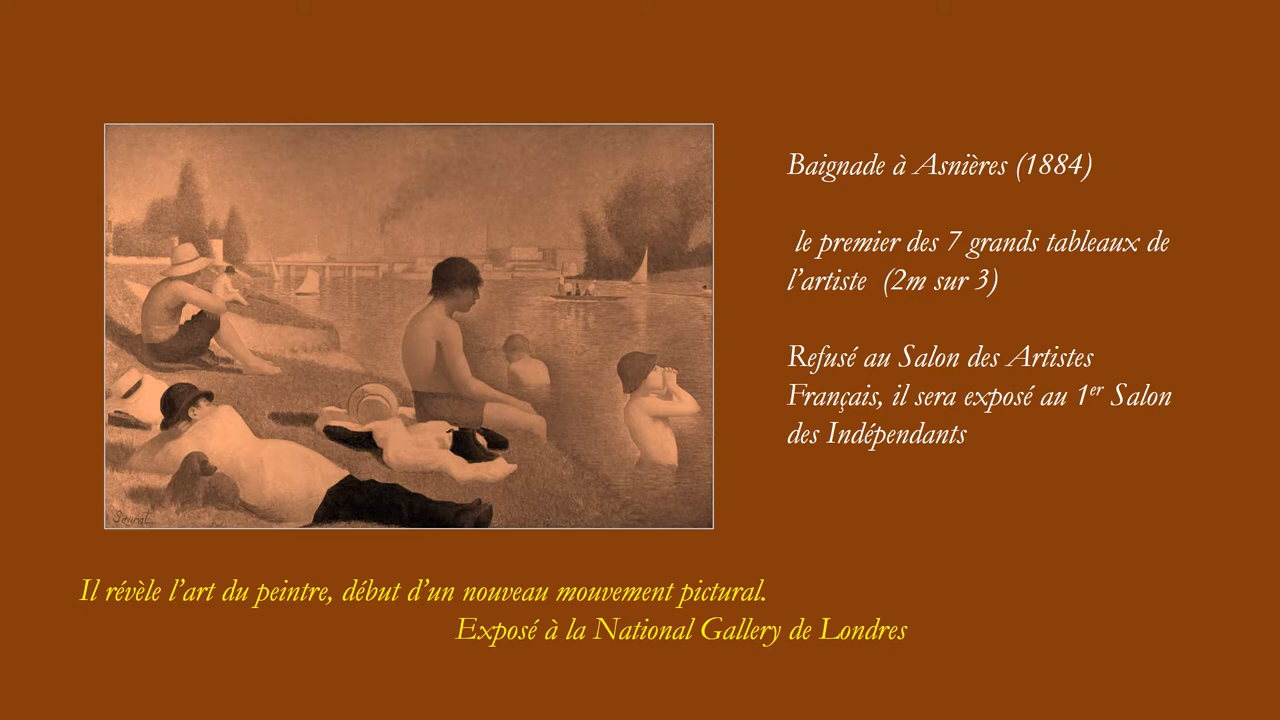 Baignade à Asnières (1884)
le premier des 7 grands tableaux de
l'artiste (2m sur 3)
Refusé au Salon des Artistes
Français, il sera exposé au 1er Salon
des Indépendants
Seurat
Il révèle l'art du peintre, début d'un nouveau mouvement pictural.
Exposé à la National Gallery de Londres